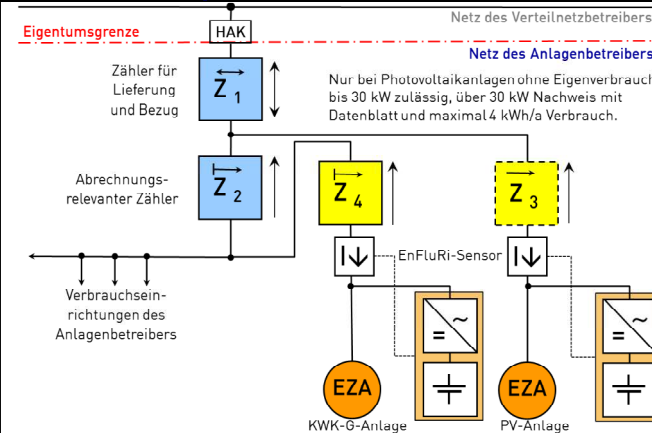 Netz des Verteilnetzbetreibers
Eigentumsgrenze
HAK
Netz des Anlagenbetreibers
Zähler für
Lieferung
und Bezug
Z 1
Nur bei Photovoltaikanlagen ohne Eigenverbrauch
bis 30 kW zulässig, über 30 kW Nachweis mit
Datenblatt und maximal 4 kWh/a Verbrauch.
Abrechnungs-
relevanter Zähler
Z 2
Z 4
Z 3
EnFluRi-Sensor
Verbrauchsein-
richtungen des
Anlagenbetreibers
EZA
EZA
KWK-G-Anlage
PV-Anlage